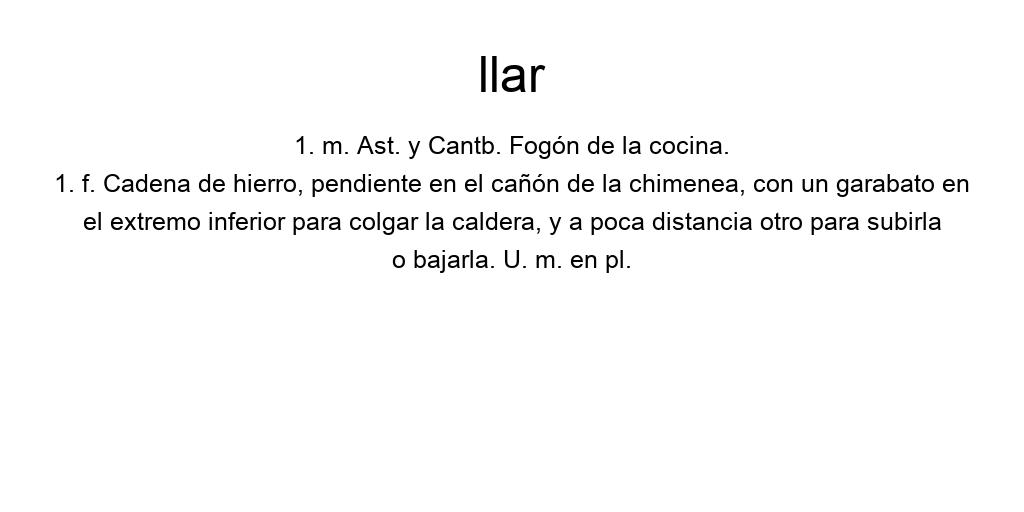 llar
1. m. Ast. y Cantb. Fogón de la cocina.
1. f. Cadena de hierro, pendiente en el cañón de la chimenea, con un garabato en
el extremo inferior para colgar la caldera, y a poca distancia otro para subirla
o bajarla. U. m. en pl.